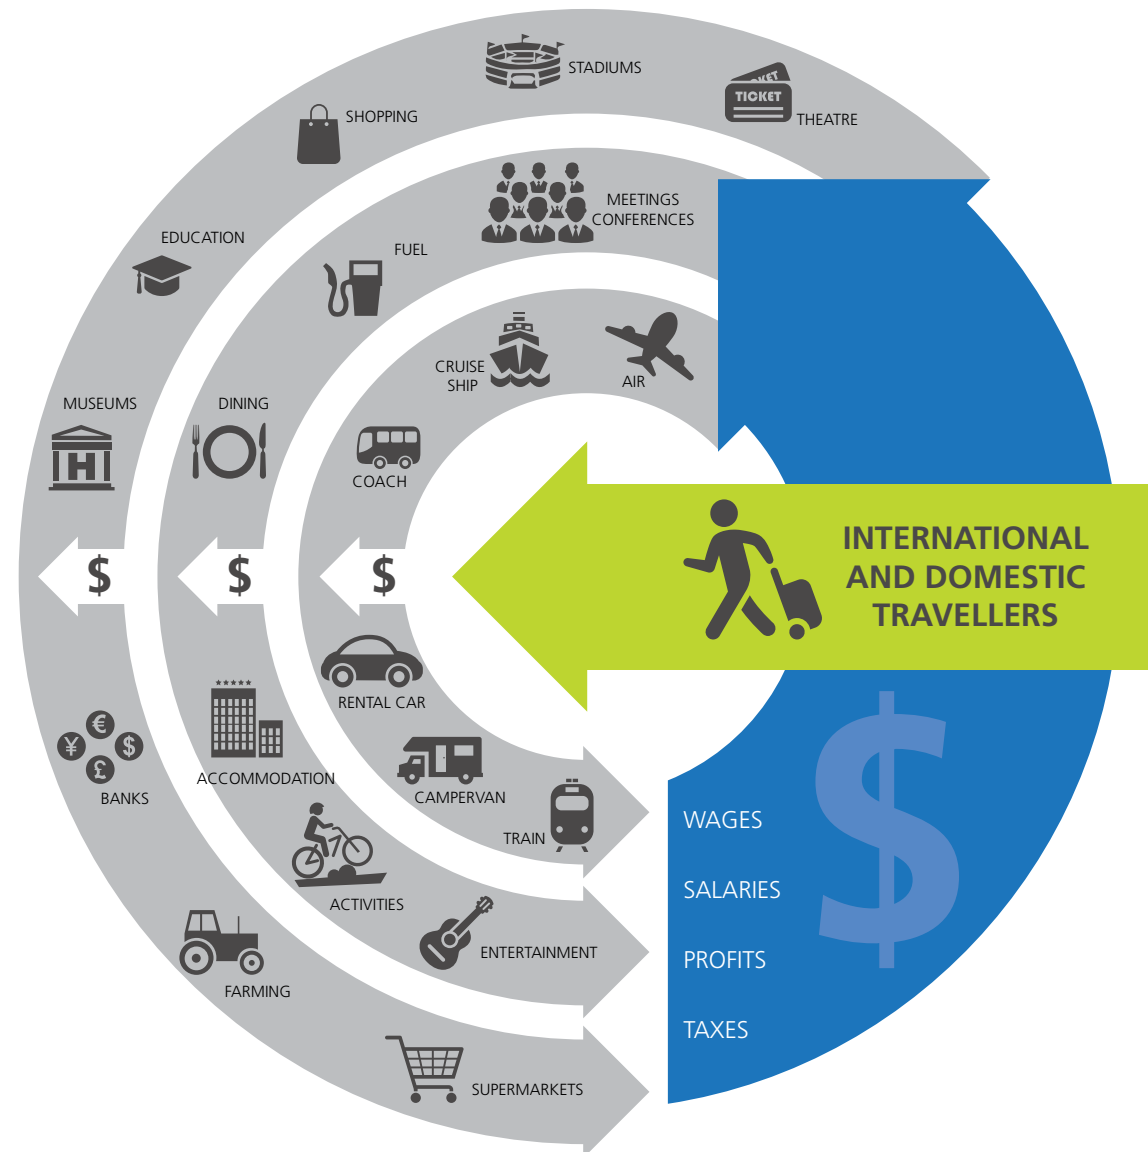 STADIUMS
KET
TICKET
THEATRE
SHOPPING
MEETINGS
CONFERENCES
EDUCATION
FUEL
CRUISE
SHIP
AIR
MUSEUMS
H
DINING
COACH
$
$
$
INTERNATIONAL
AND DOMESTIC
TRAVELLERS
RENTAL CAR
€
¥
$
£
BANKS
ACCOMMODATION
CAMPERVAN
TRAIN
ACTIVITIES
ENTERTAINMENT
FARMING
SUPERMARKETS
$
WAGES
SALARIES
PROFITS
TAXES